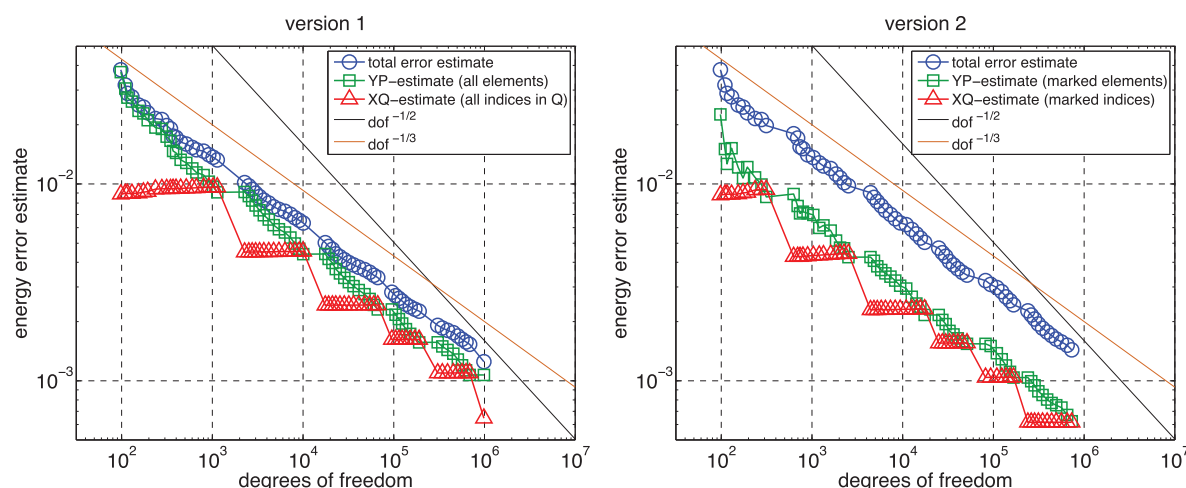 version 1
energy error estimate
10^-2
10^-3
total error estimate
YP-estimate (all elements)
XQ-estimate (all indices in Q)
dof^-1/2
dof^-1/3
10^2
10^3
10^4
10^5
10^6
10^7
degrees of freedom
version 2
energy error estimate
10^-2
10^-3
total error estimate
YP-estimate (marked elements)
XQ-estimate (marked indices)
dof^-1/2
dof^-1/3
10^2
10^3
10^4
10^5
10^6
10^7
degrees of freedom